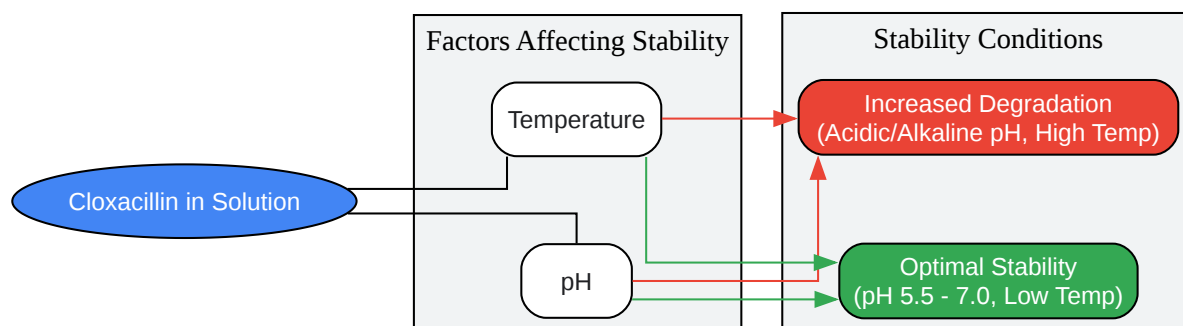 Factors Affecting Stability
Stability Conditions
Temperature
Increased Degradation
(Acidic/Alkaline pH, High Temp)
Cloxacillin in Solution
pH
Optimal Stability
(pH 5.5 - 7.0, Low Temp)